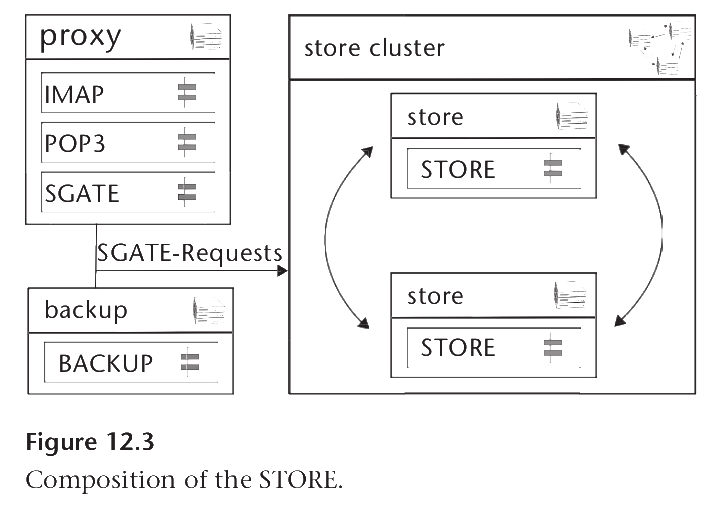 proxy
IMAP
POP3
SGATE
SGATE-Requests
backup
BACKUP
store cluster
store
STORE
store
STORE
Figure 12.3
Composition of the STORE.